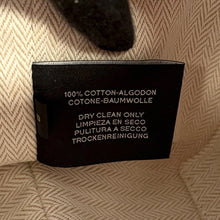 100% COTTON-ALGODON
COTONE-BAUMWOLLE
DRY CLEAN ONLY
LIMPIEZA EN SECO
PULITURA A SECCO
TROCKENREINIGUNG